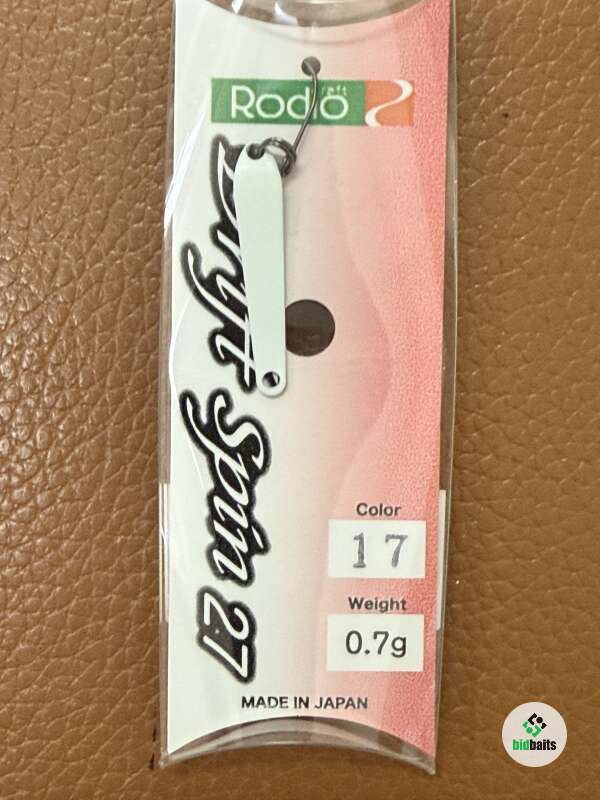 Rodio
craft
Drift Spin 27
Color
17
Weight
0.7g
MADE IN JAPAN
bidbaits